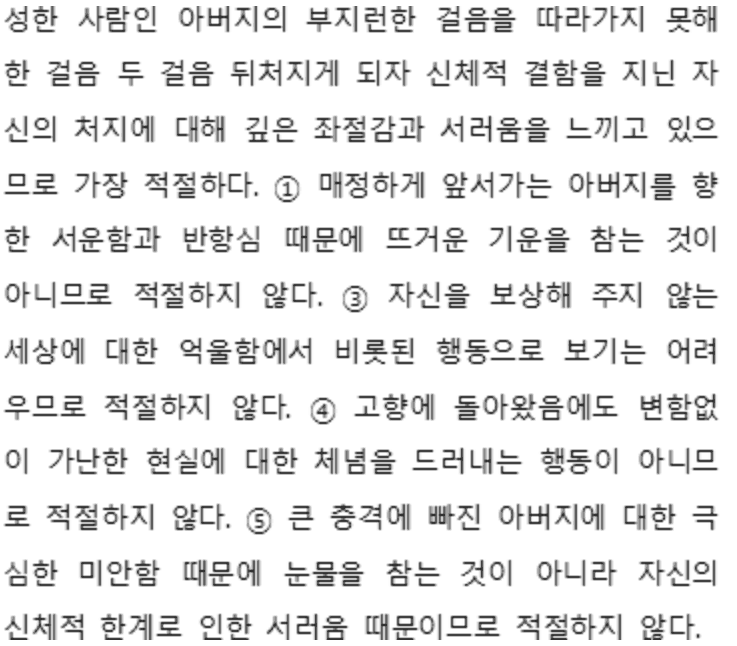 성한 사람인 아버지의 부지런한 걸음을 따라가지 못해
한 걸음 두 걸음 뒤처지게 되자 신체적 결함을 지닌 자
신의 처지에 대해 깊은 좌절감과 서러움을 느끼고 있으
므로 가장 적절하다. ① 매정하게 앞서가는 아버지를 향
한 서운함과 반항심 때문에 뜨거운 기운을 참는 것이
아니므로 적절하지 않다. ③ 자신을 보상해 주지 않는
세상에 대한 억울함에서 비롯된 행동으로 보기는 어려
우므로 적절하지 않다. ④ 고향에 돌아왔음에도 변함없
이 가난한 현실에 대한 체념을 드러내는 행동이 아니므
로 적절하지 않다. ⑤ 큰 충격에 빠진 아버지에 대한 극
심한 미안함 때문에 눈물을 참는 것이 아니라 자신의
신체적 한계로 인한 서러움 때문이므로 적절하지 않다.